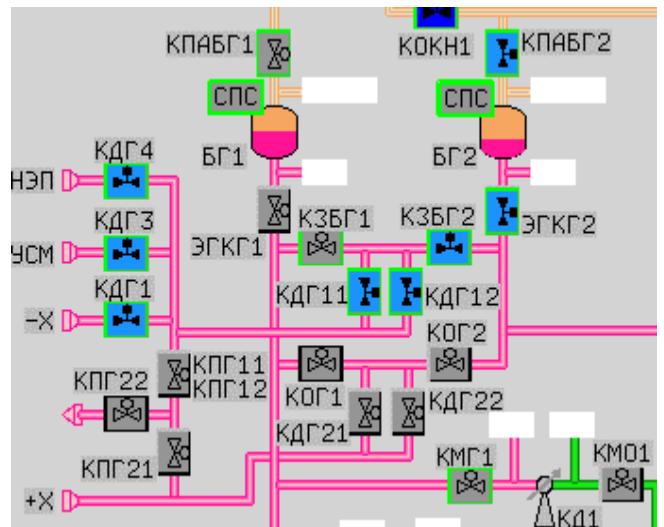 КПАБГ1
КОКН1
КПАБГ2
СПС
СПС
КДГ4
БГ1
БГ2
НЭП
КДГ3
КЗБГ1
КЗБГ2
ЭГКГ2
УСМ
ЭГКГ1
КДГ1
КДГ11
КДГ12
-X
КОГ2
КПГ11
КПГ12
КПГ22
КОГ1
КДГ22
КДГ21
КПГ21
КМГ1
КМО1
+X
КД1